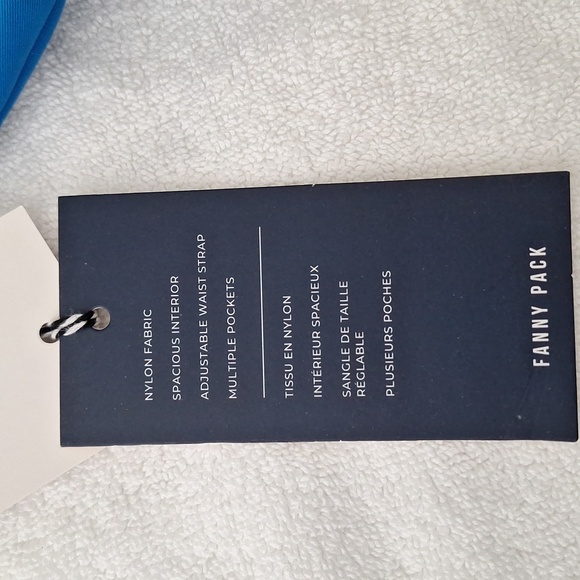 NYLON FABRIC
SPACIOUS INTERIOR
ADJUSTABLE WAIST STRAP
MULTIPLE POCKETS
TISSU EN NYLON
INTÉRIEUR SPACIEUX
SANGLE DE TAILLE
RÉGLABLE
PLUSIEURS POCHES
FANNY PACK